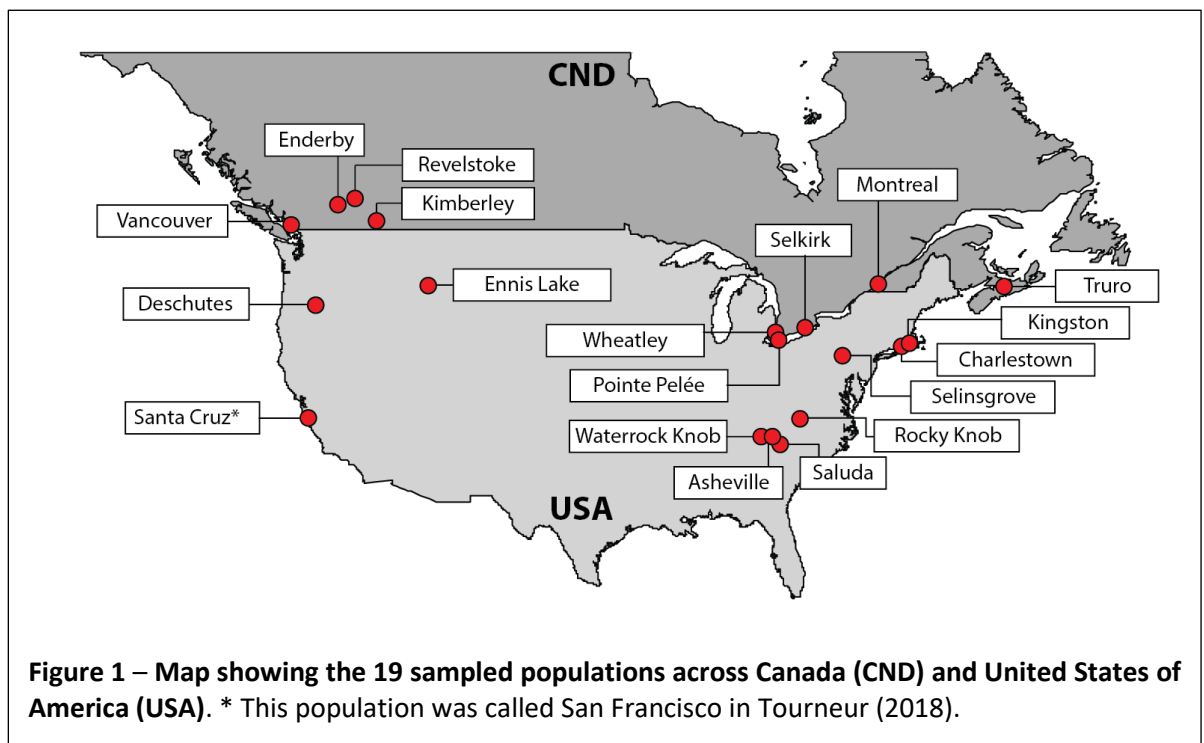 CND
Enderby
Revelstoke
Kimberley
Montreal
Vancouver
Selkirk
Ennis Lake
Truro
Deschutes
Kingston
Wheatley
Charlestown
Pointe Pelée
Selinsgrove
Santa Cruz*
Waterrock Knob
Rocky Knob
Saluda
Asheville
USA
Figure 1 – Map showing the 19 sampled populations across Canada (CND) and United States of
America (USA). * This population was called San Francisco in Tourneur (2018).